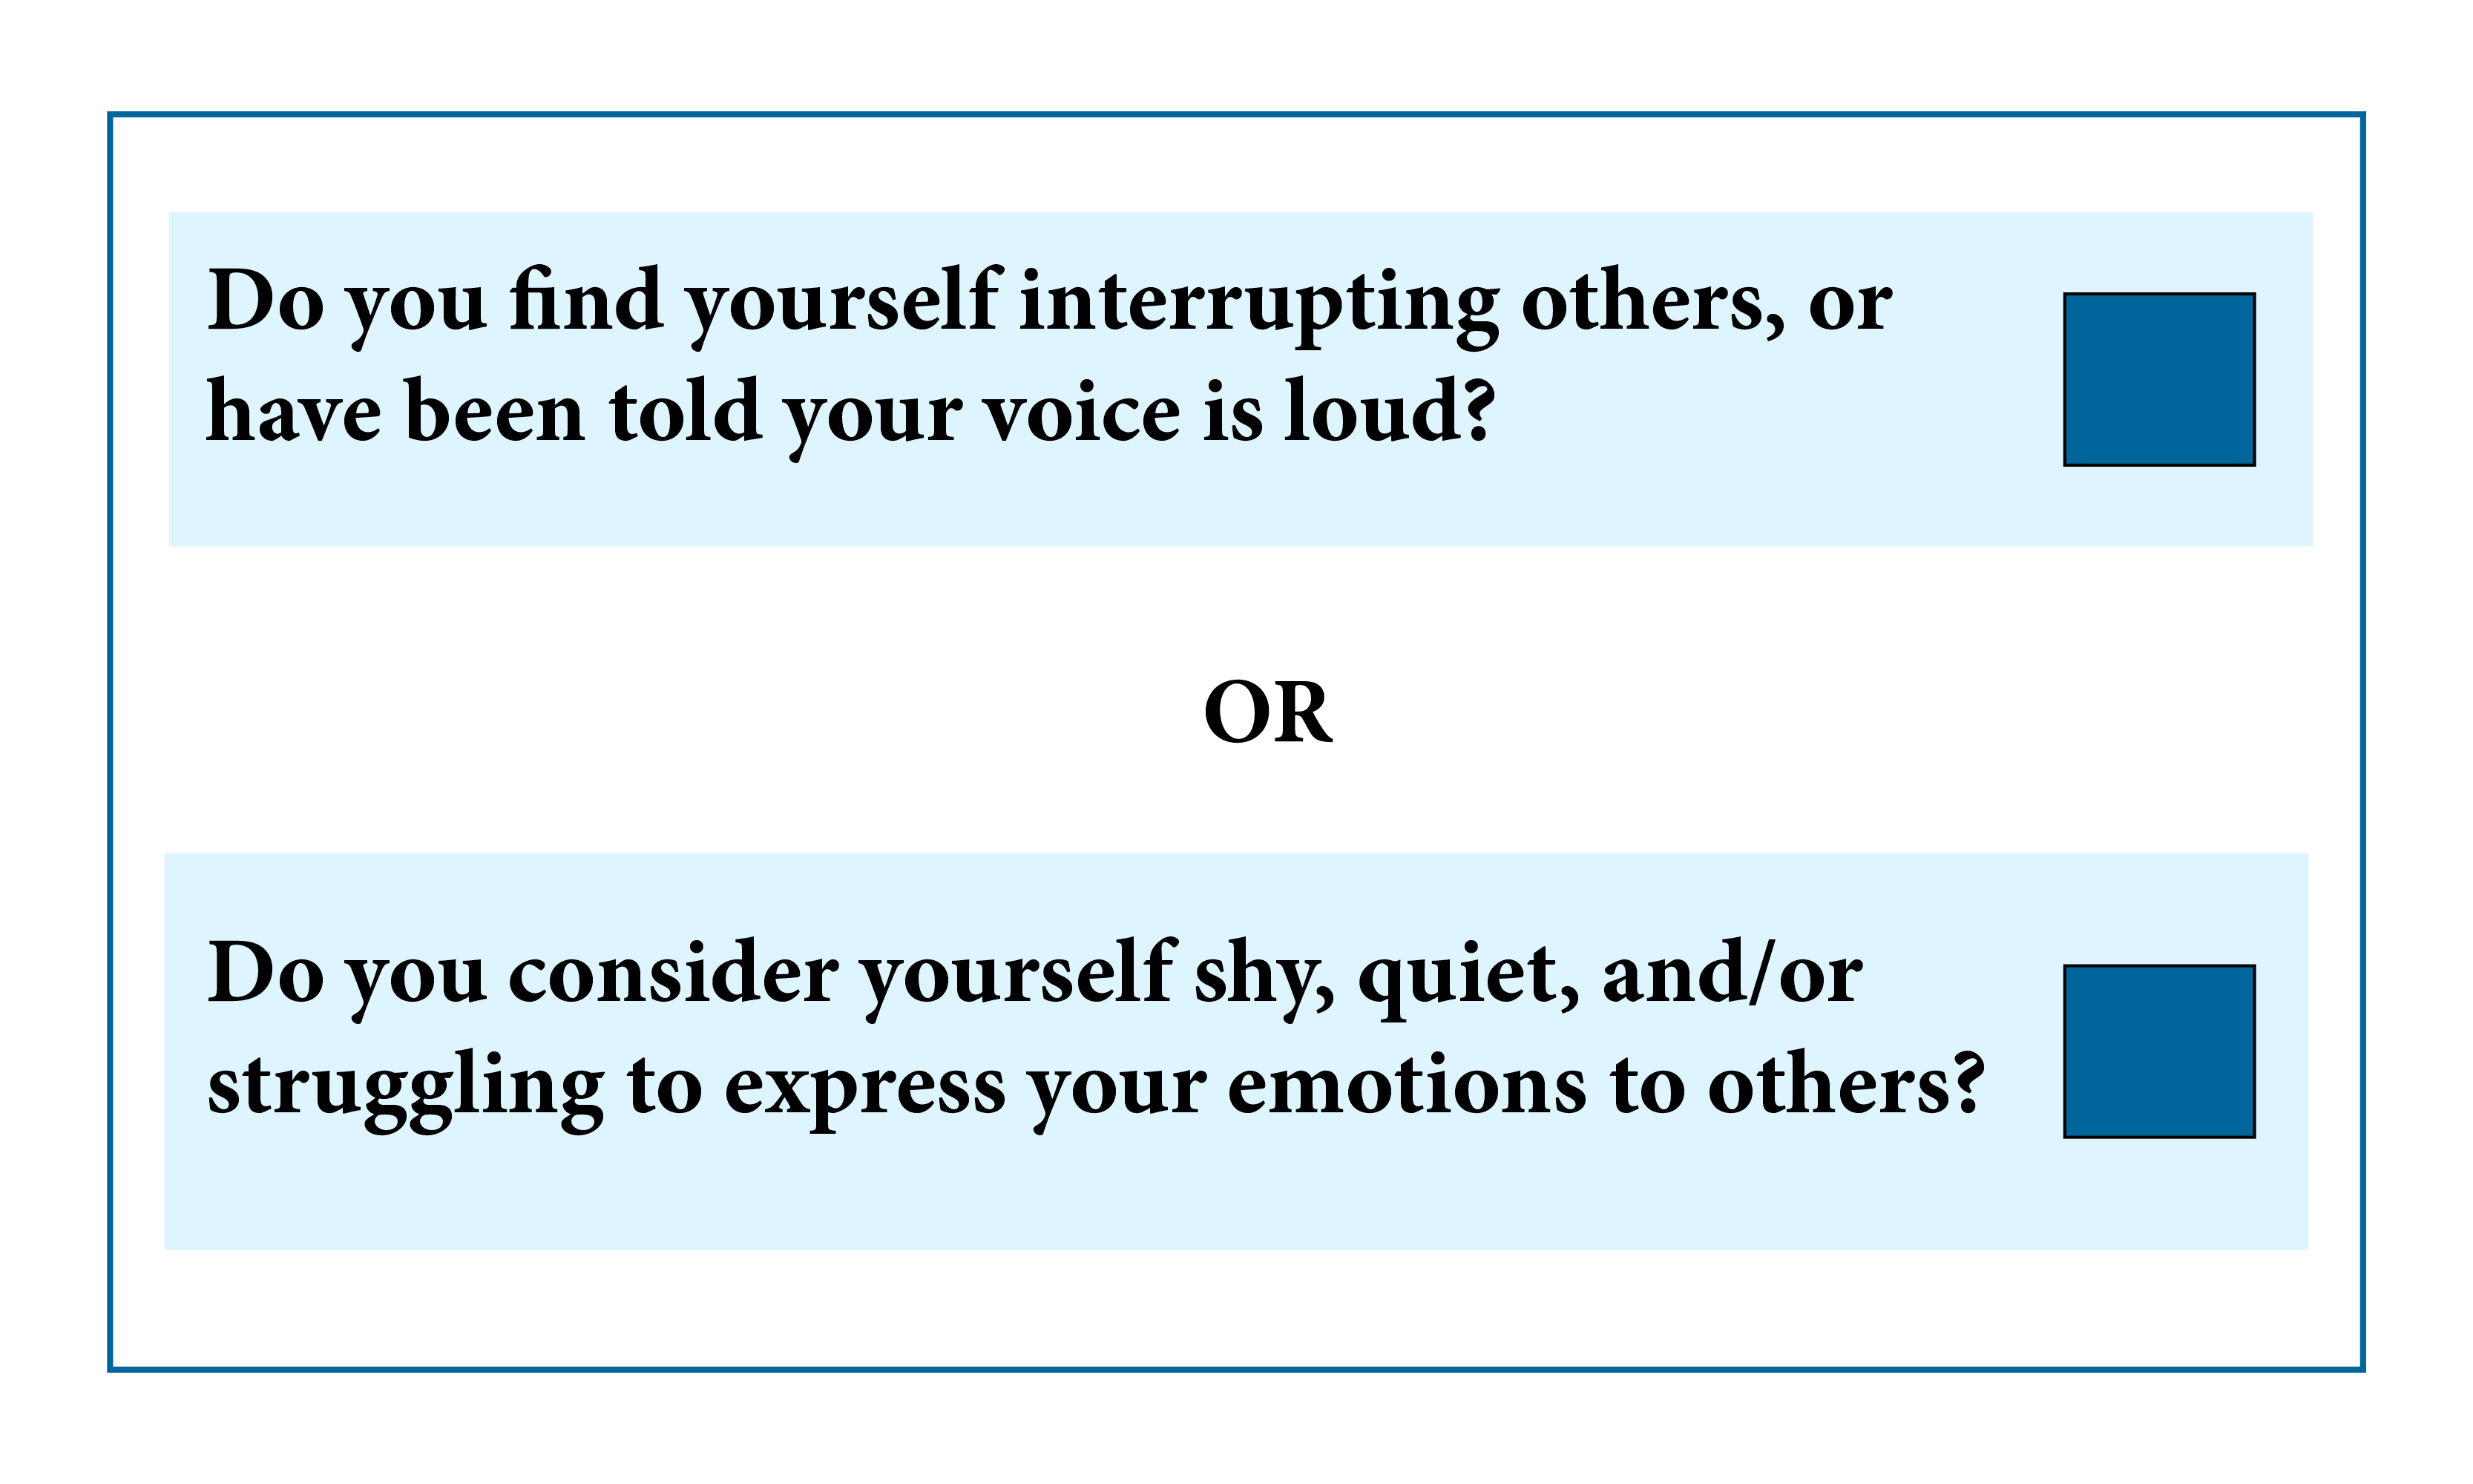 Do you find yourself interrupting others, or
have been told your voice is loud?
OR
Do you consider yourself shy, quiet, and/or
struggling to express your emotions to others?